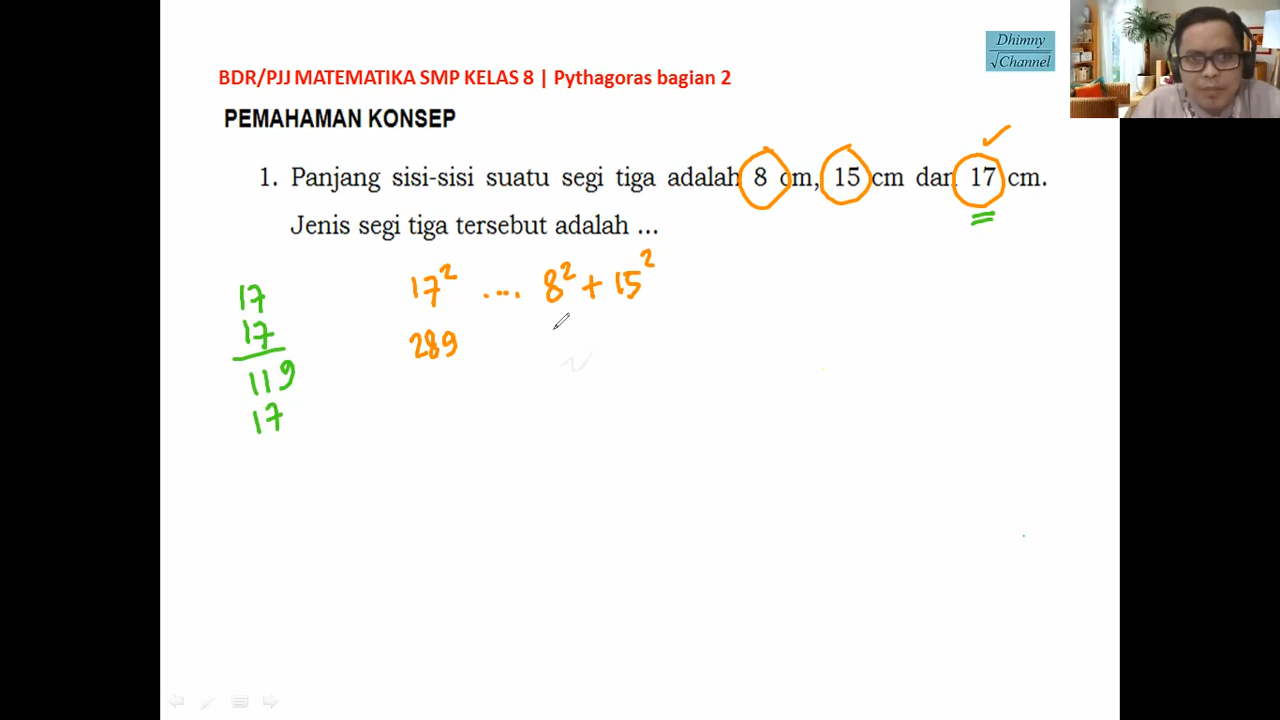 Dhimny
√Channel
BDR/PJJ MATEMATIKA SMP KELAS 8 | Pythagoras bagian 2
PEMAHAMAN KONSEP
1. Panjang sisi-sisi suatu segi tiga adalah 8 cm, 15 cm dan 17 cm.
Jenis segi tiga tersebut adalah ...
17² .... 8² + 15²
289
17
17
119
17